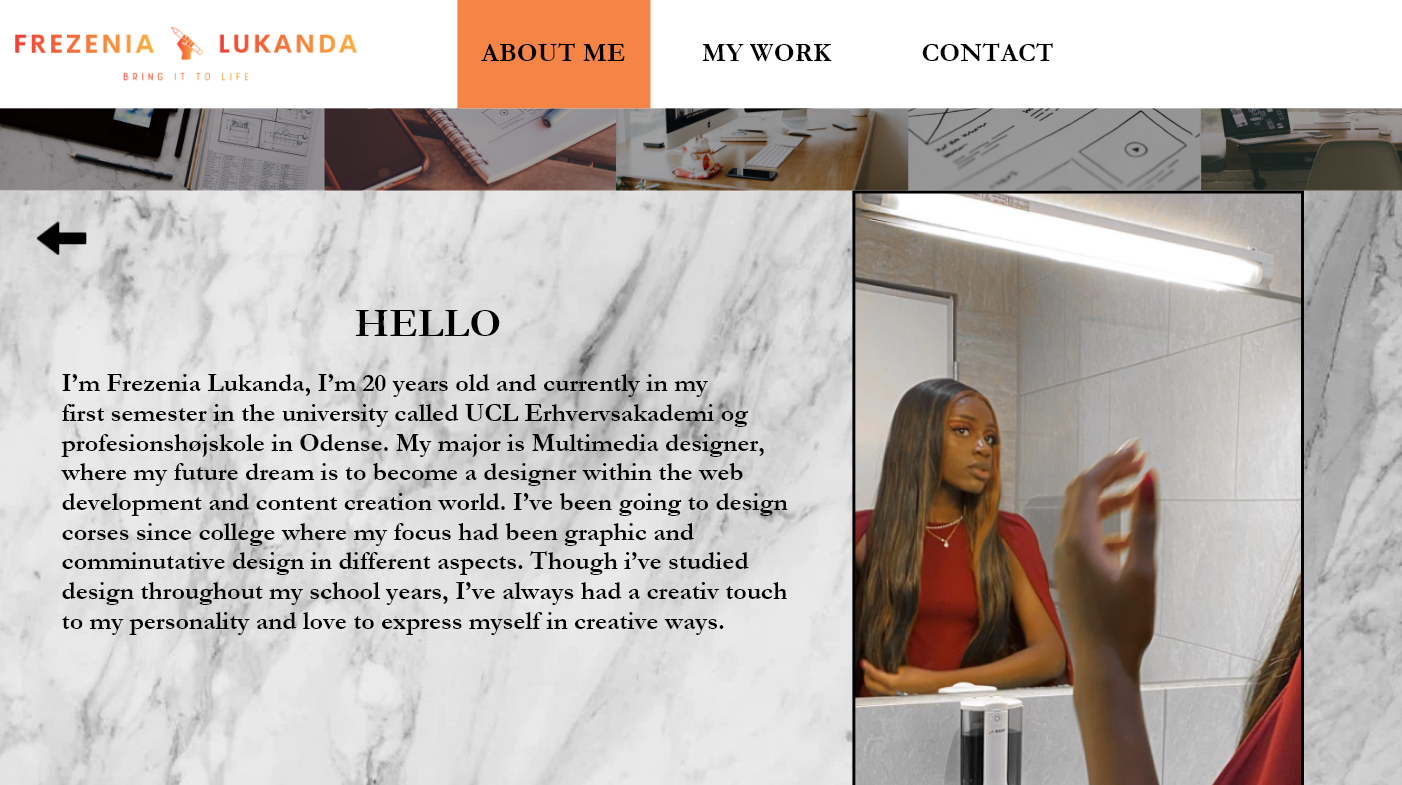 FREZENIA LUKANDA
BRING IT TO LIFE
ABOUT ME
MY WORK
CONTACT
HELLO
I'm Frezenia Lukanda, I'm 20 years old and currently in my
first semester in the university called UCL Erhvervsakademi og
profesionshøjskole in Odense. My major is Multimedia designer,
where my future dream is to become a designer within the web
development and content creation world. I've been going to design
corses since college where my focus had been graphic and
comminutative design in different aspects. Though i've studied
design throughout my school years, I've always had a creativ touch
to my personality and love to express myself in creative ways.